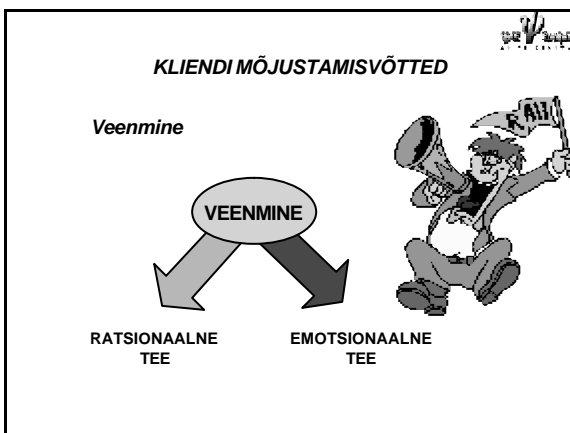 KLIENDI MÕJUSTAMISVÕTTED
Veenmine
VEENMINE
RATSIONAALNE
TEE
EMOTSIONAALNE
TEE